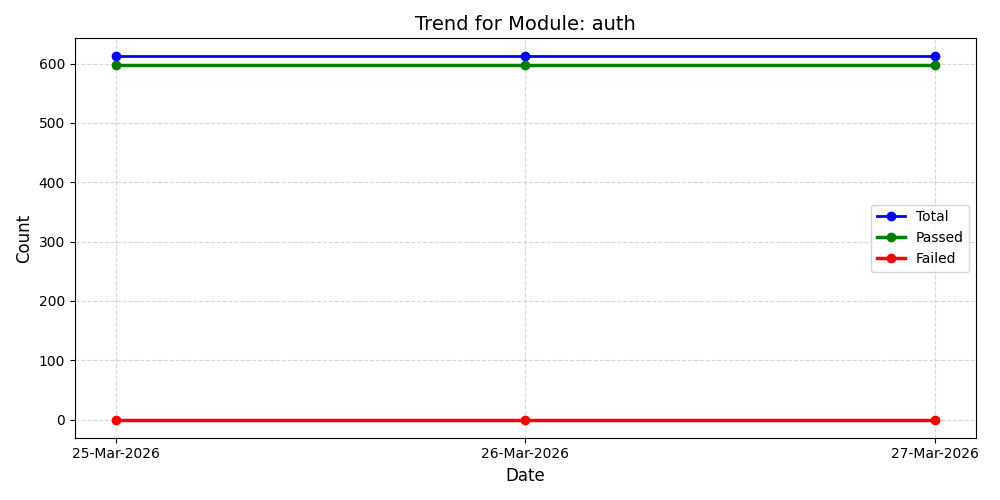 Trend for Module: auth
600
500
400
300
200
100
0
Count
Total
Passed
Failed
25-Mar-2026
26-Mar-2026
27-Mar-2026
Date